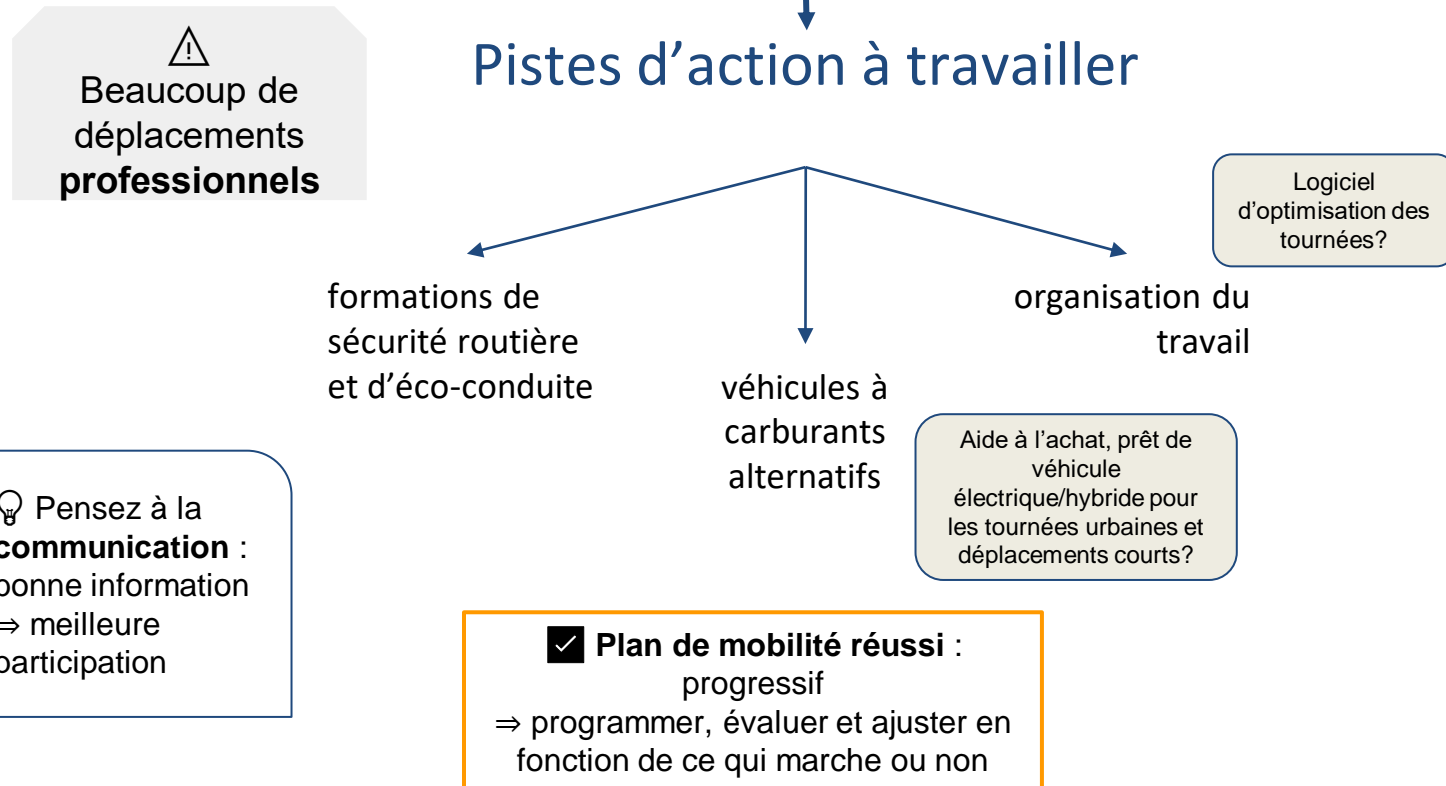 ⚠
Beaucoup de
déplacements
professionnels
Pistes d’action à travailler
Logiciel
d’optimisation des
tournées?
formations de
sécurité routière
et d’éco-conduite
véhicules à
carburants
alternatifs
organisation du
travail
Aide à l’achat, prêt de
véhicule
électrique/hybride pour
les tournées urbaines et
déplacements courts?
Pensez à la
communication :
bonne information
⇒ meilleure
participation
Plan de mobilité réussi :
progressif
⇒ programmer, évaluer et ajuster en
fonction de ce qui marche ou non